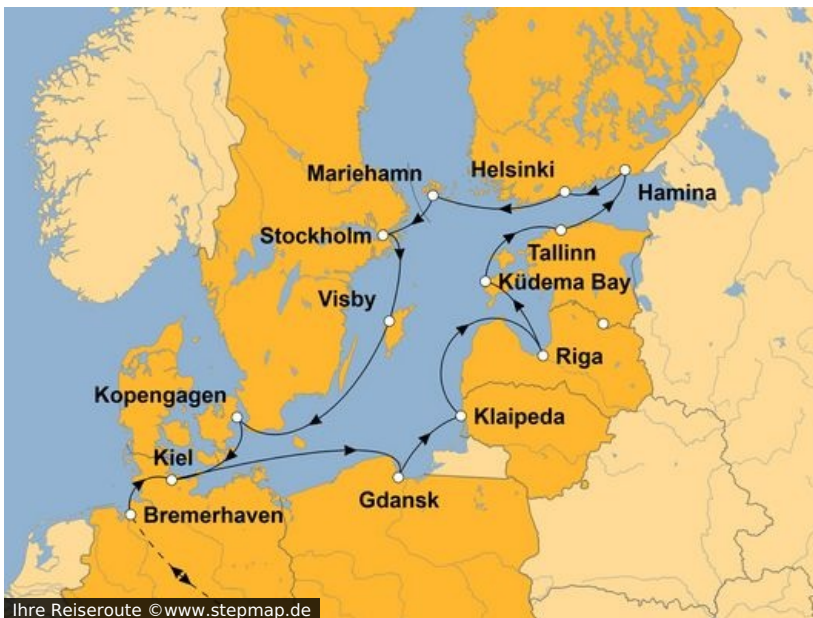 Mariehamn
Helsinki
Hamina
Stockholm
Tallinn
Küdema Bay
Visby
Riga
Kopengagen
Klaipeda
Kiel
Gdansk
Bremerhaven
Ihre Reiseroute ©www.stepmap.de